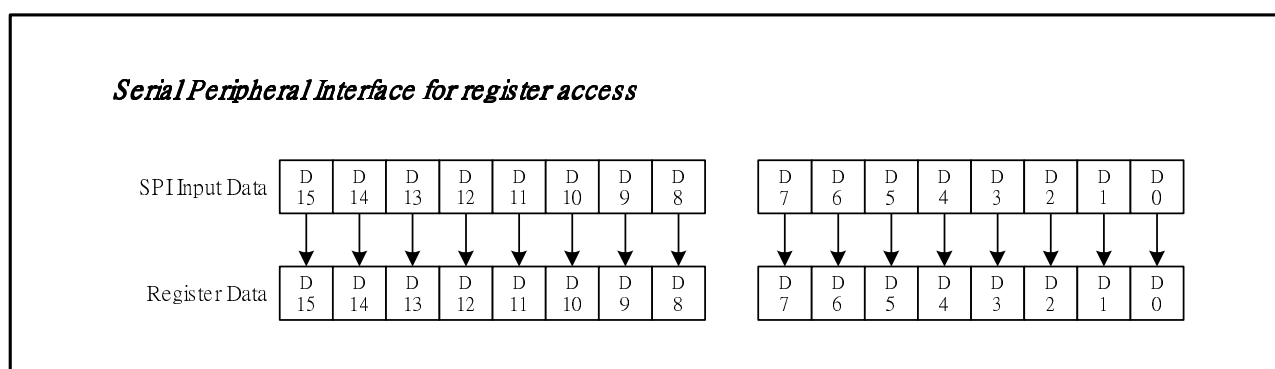 Serial Peripheral Interface for register access
SPI Input Data D 15 D 14 D 13 D 12 D 11 D 10 D 9 D 8 D 7 D 6 D 5 D 4 D 3 D 2 D 1 D 0
Register Data D 15 D 14 D 13 D 12 D 11 D 10 D 9 D 8 D 7 D 6 D 5 D 4 D 3 D 2 D 1 D 0